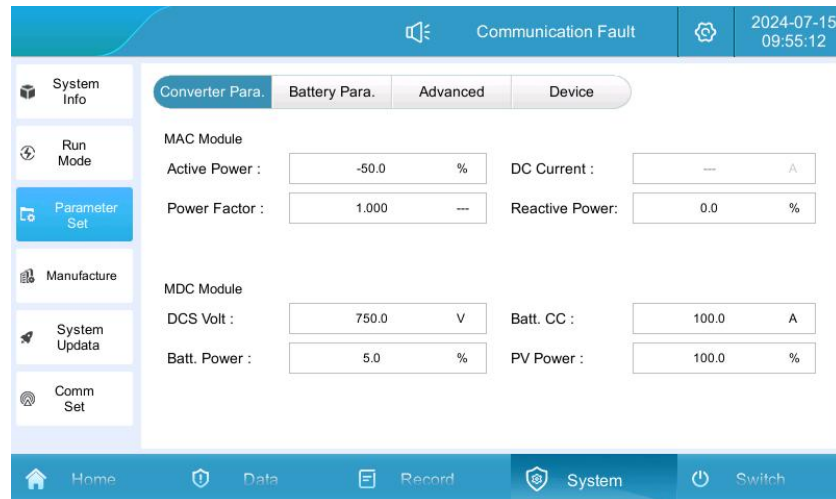 Communication Fault
2024-07-15
09:55:12
System
Info
Run
Mode
Parameter
Set
Manufacture
System
Updata
Comm
Set
Converter Para. Battery Para. Advanced Device
MAC Module
Active Power : -50.0 % DC Current : --- A
Power Factor : 1.000 --- Reactive Power: 0.0 %
MDC Module
DCS Volt : 750.0 V Batt. CC : 100.0 A
Batt. Power : 5.0 % PV Power : 100.0 %
Home Data Record System Switch